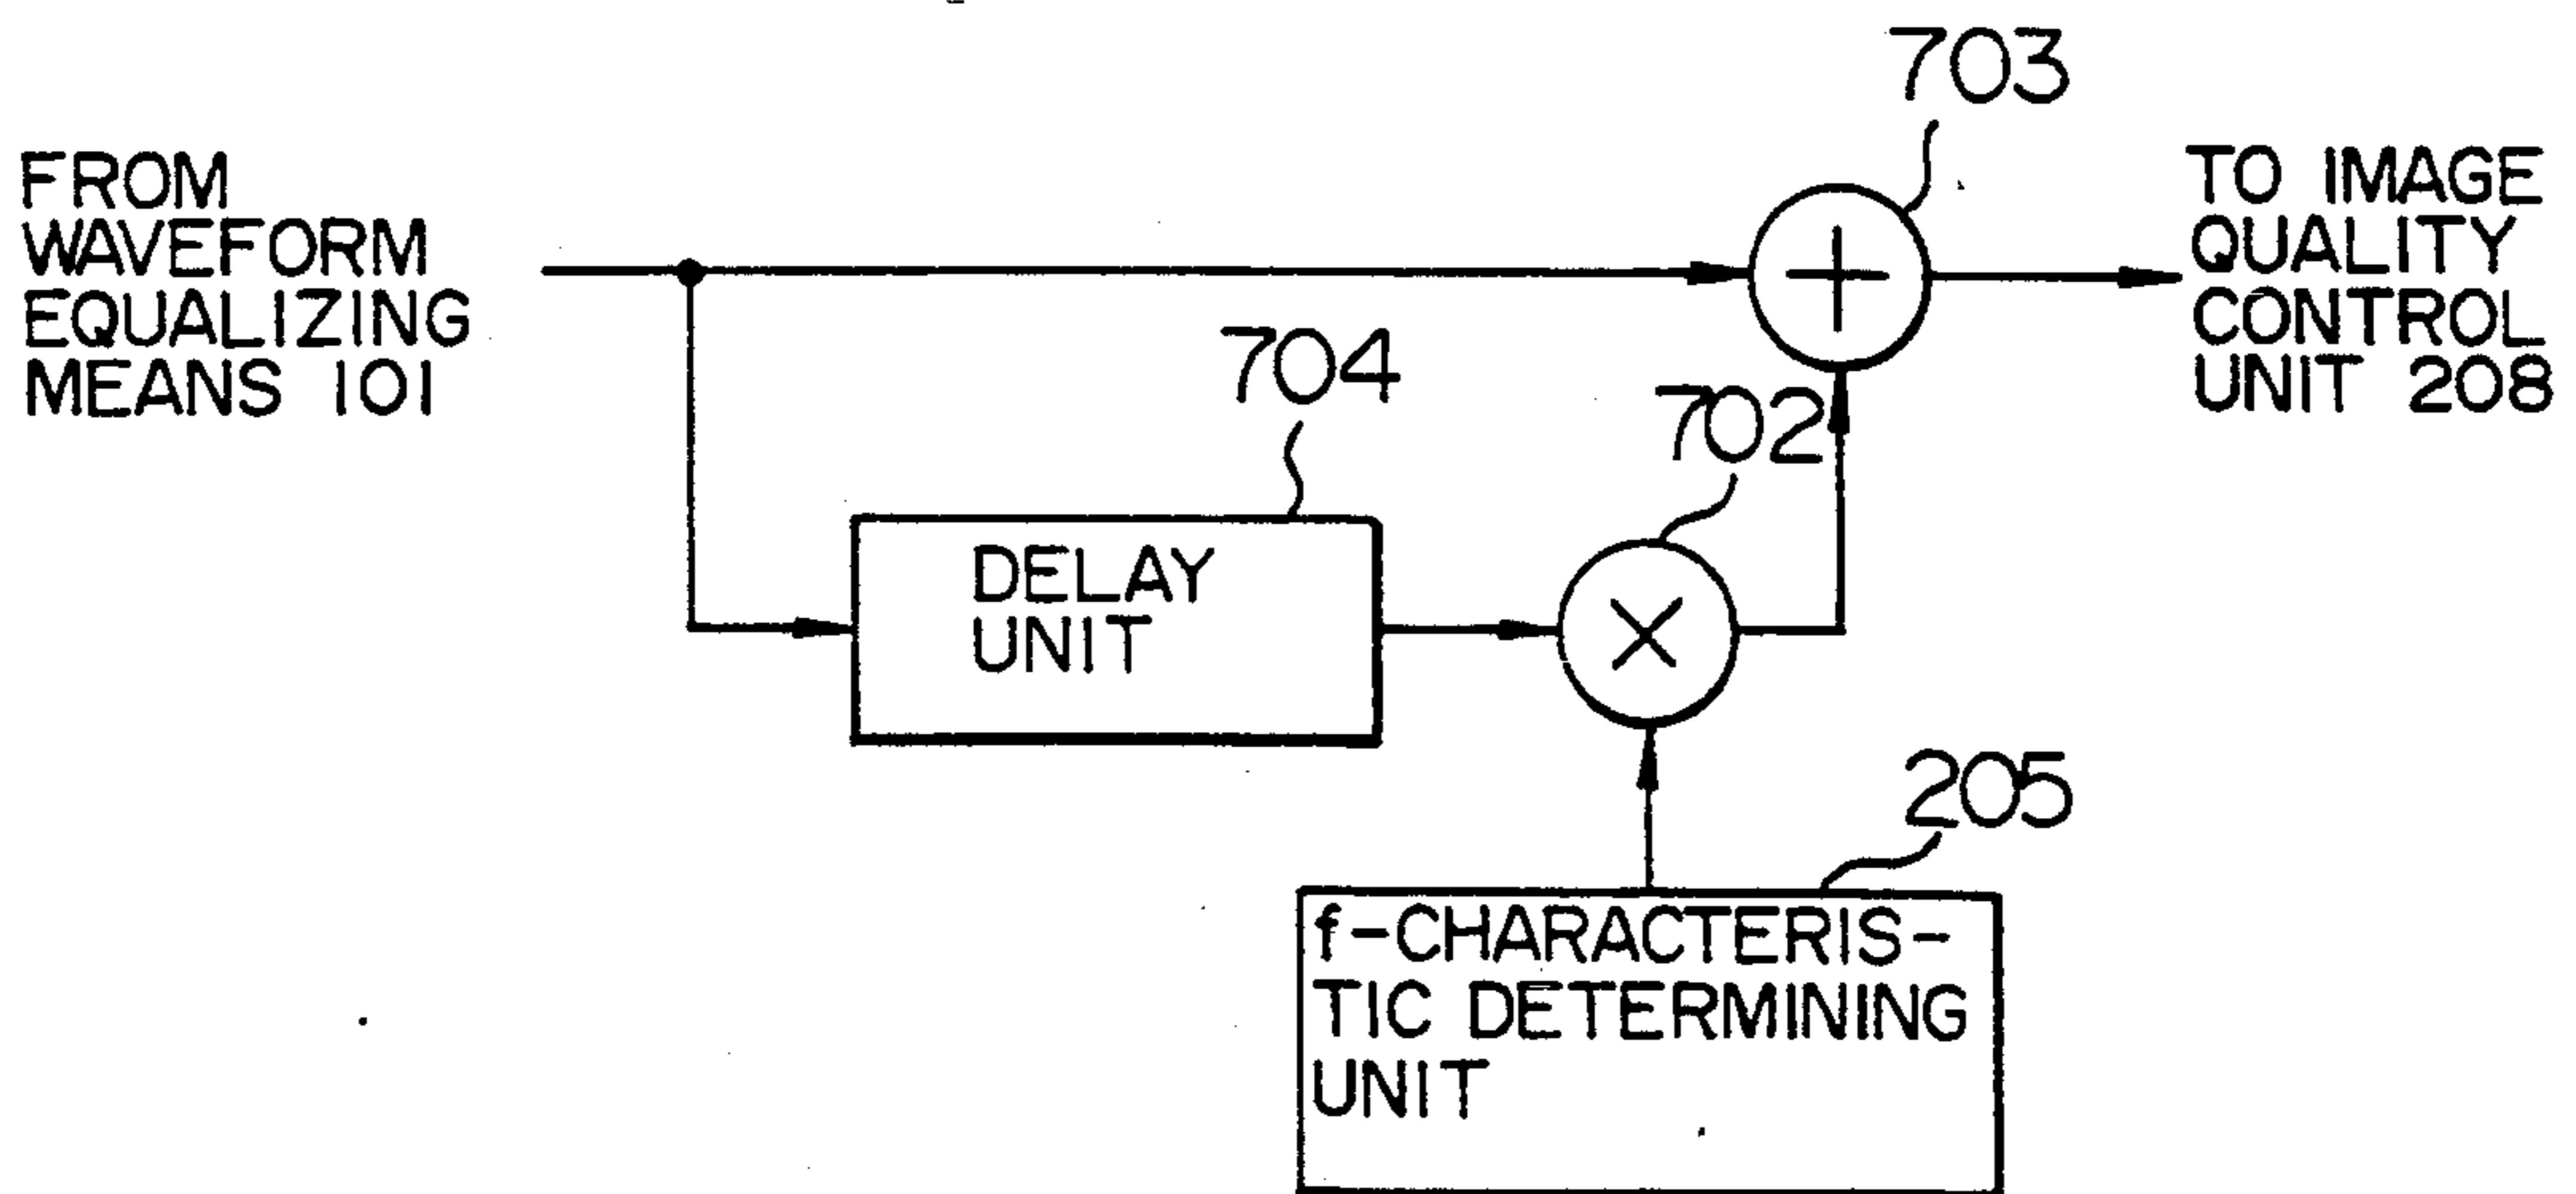 703
FROM
WAVEFORM
EQUALIZING
MEANS 101
TO IMAGE
QUALITY
CONTROL
UNIT 208
+
704
702
DELAY
UNIT
×
205
f-CHARACTERIS-
TIC DETERMINING
UNIT